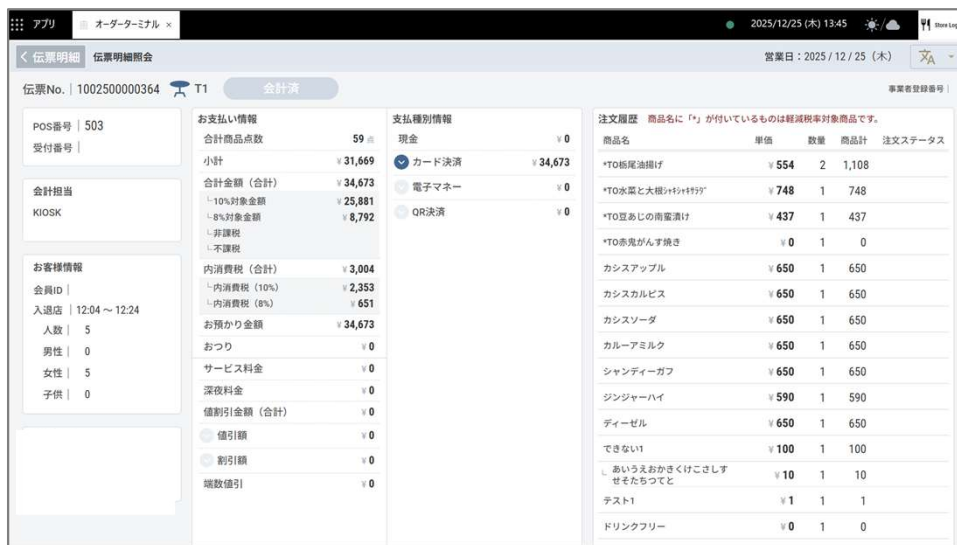 アプリ
オーダーターミナル ×
2025/12/25 (木) 13:45
Store Log
伝票明細 伝票明細照会
営業日：2025 / 12 / 25 （木）
伝票No. 1002500000364 T1 会計済
事業者登録番号
POS番号 503
受付番号
会計担当
KIOSK
お客様情報
会員ID
入退店 12:04 ～ 12:24
人数 5
男性 0
女性 5
子供 0
お支払い情報
合計商品点数 59 点
小計 ¥ 31,669
合計金額（合計） ¥ 34,673
└10%対象金額 ¥ 25,881
└8%対象金額 ¥ 8,792
└非課税
└不課税
内消費税（合計） ¥ 3,004
└内消費税（10%） ¥ 2,353
└内消費税（8%） ¥ 651
お預かり金額 ¥ 34,673
おつり ¥ 0
サービス料金 ¥ 0
深夜料金 ¥ 0
値割引金額（合計） ¥ 0
値引額 ¥ 0
割引額 ¥ 0
端数値引 ¥ 0
支払種別情報
現金 ¥ 0
カード決済 ¥ 34,673
電子マネー ¥ 0
QR決済 ¥ 0
注文履歴 商品名に「*」が付いているものは軽減税率対象商品です。
商品名 単価 数量 商品計 注文ステータス
*TO栃尾油揚げ ¥ 554 2 1,108
*TO水菜と大根ｼｬｷｼｬｷｻﾗﾀﾞ ¥ 748 1 748
*TO豆あじの南蛮漬け ¥ 437 1 437
*TO赤鬼がんす焼き ¥ 0 1 0
カシスアップル ¥ 650 1 650
カシスカルピス ¥ 650 1 650
カシスソーダ ¥ 650 1 650
カルーアミルク ¥ 650 1 650
シャンディーガフ ¥ 650 1 650
ジンジャーハイ ¥ 590 1 590
ディーゼル ¥ 650 1 650
できない1 ¥ 100 1 100
└ あいうえおかきくけこさしす
せそたちつてと ¥ 10 1 10
テスト1 ¥ 1 1 1
ドリンクフリー ¥ 0 1 0